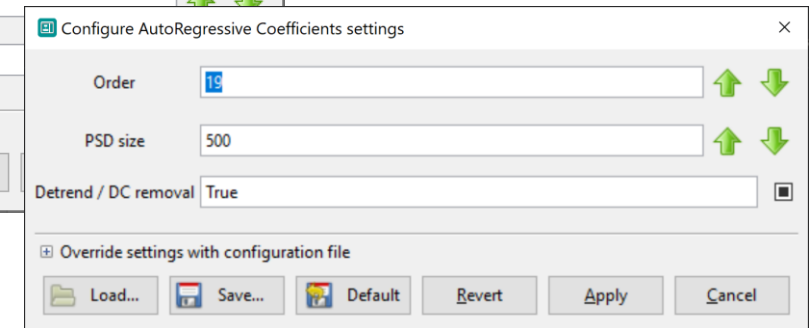 Configure AutoRegressive Coefficients settings
Order 19
PSD size 500
Detrend / DC removal True
Override settings with configuration file
Load... Save... Default Revert Apply Cancel